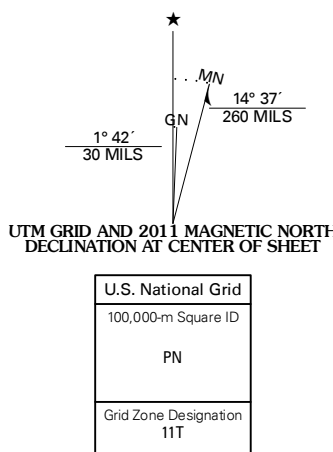 MN
GN
14° 37´
260 MILS
1° 42´
30 MILS
UTM GRID AND 2011 MAGNETIC NORTH
DECLINATION AT CENTER OF SHEET
U.S. National Grid
100,000-m Square ID
PN
Grid Zone Designation
11T